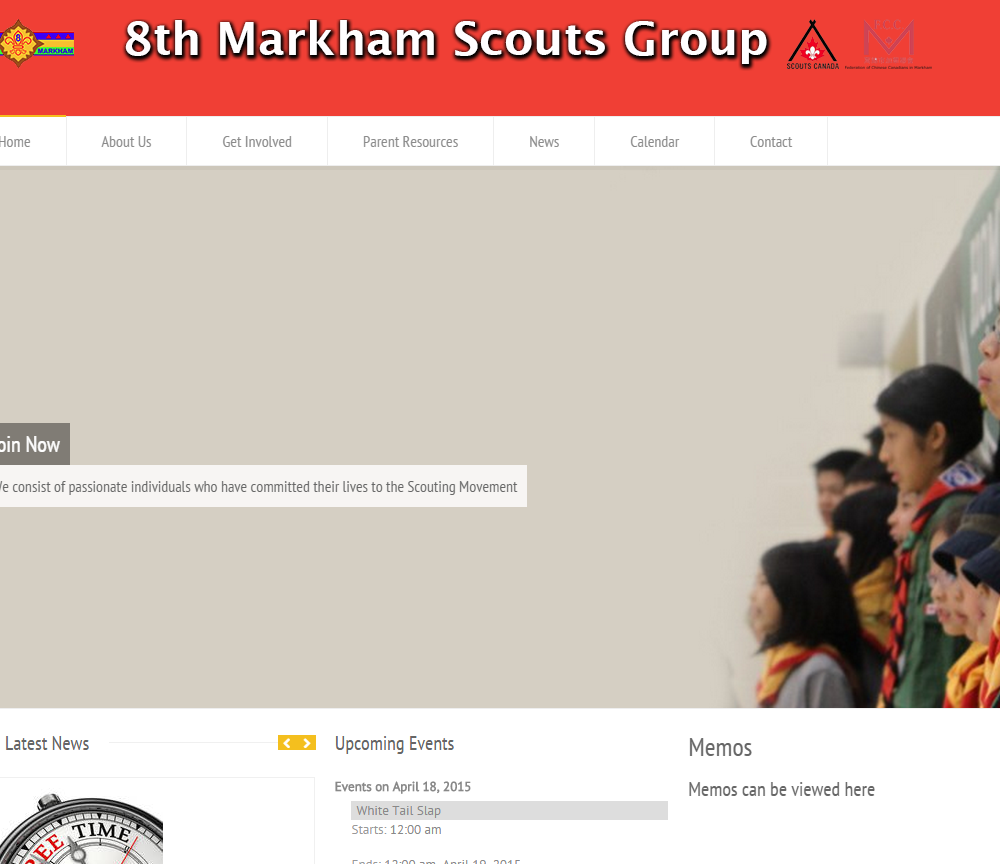 8
MARKHAM
8th Markham Scouts Group
SCOUTS CANADA
Federation of Chinese Canadians in Markham
Home
About Us
Get Involved
Parent Resources
News
Calendar
Contact
oin Now
e consist of passionate individuals who have committed their lives to the Scouting Movement
Latest News
Upcoming Events
Memos
Events on April 18, 2015
Memos can be viewed here
White Tail Slap
Starts: 12:00 am
Ends: 12:00 am, April 19, 2015
TIME